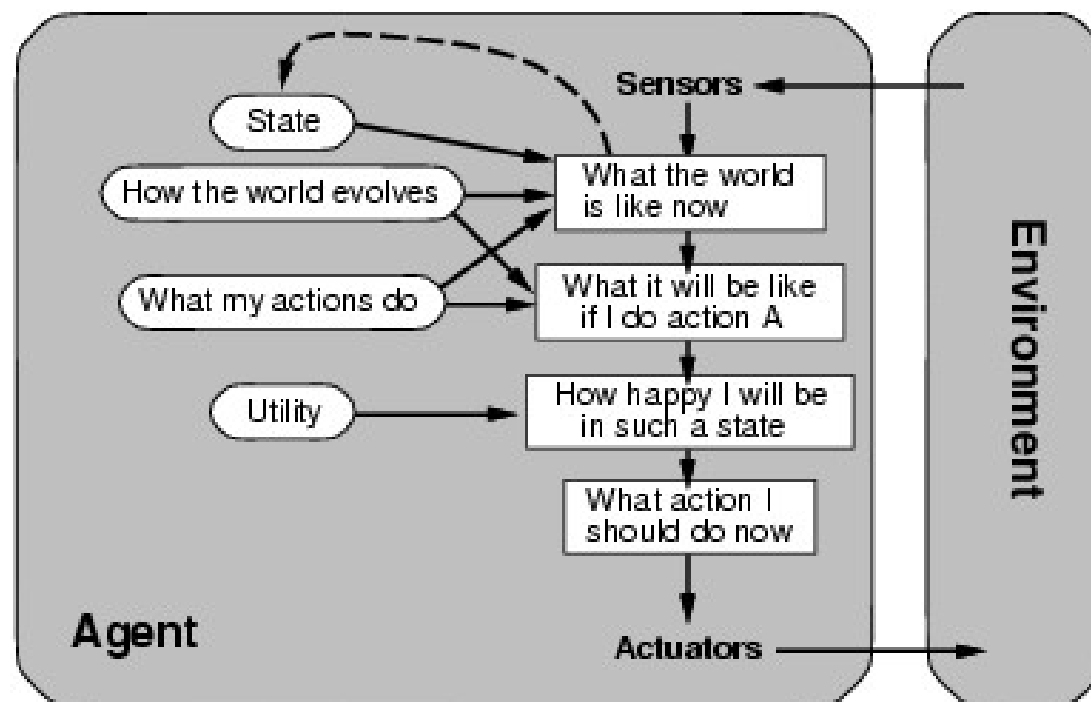 Sensors
State
What the world
is like now
How the world evolves
What it will be like
if I do action A
What my actions do
How happy I will be
in such a state
Utility
What action I
should do now
Agent
Actuators
Environment